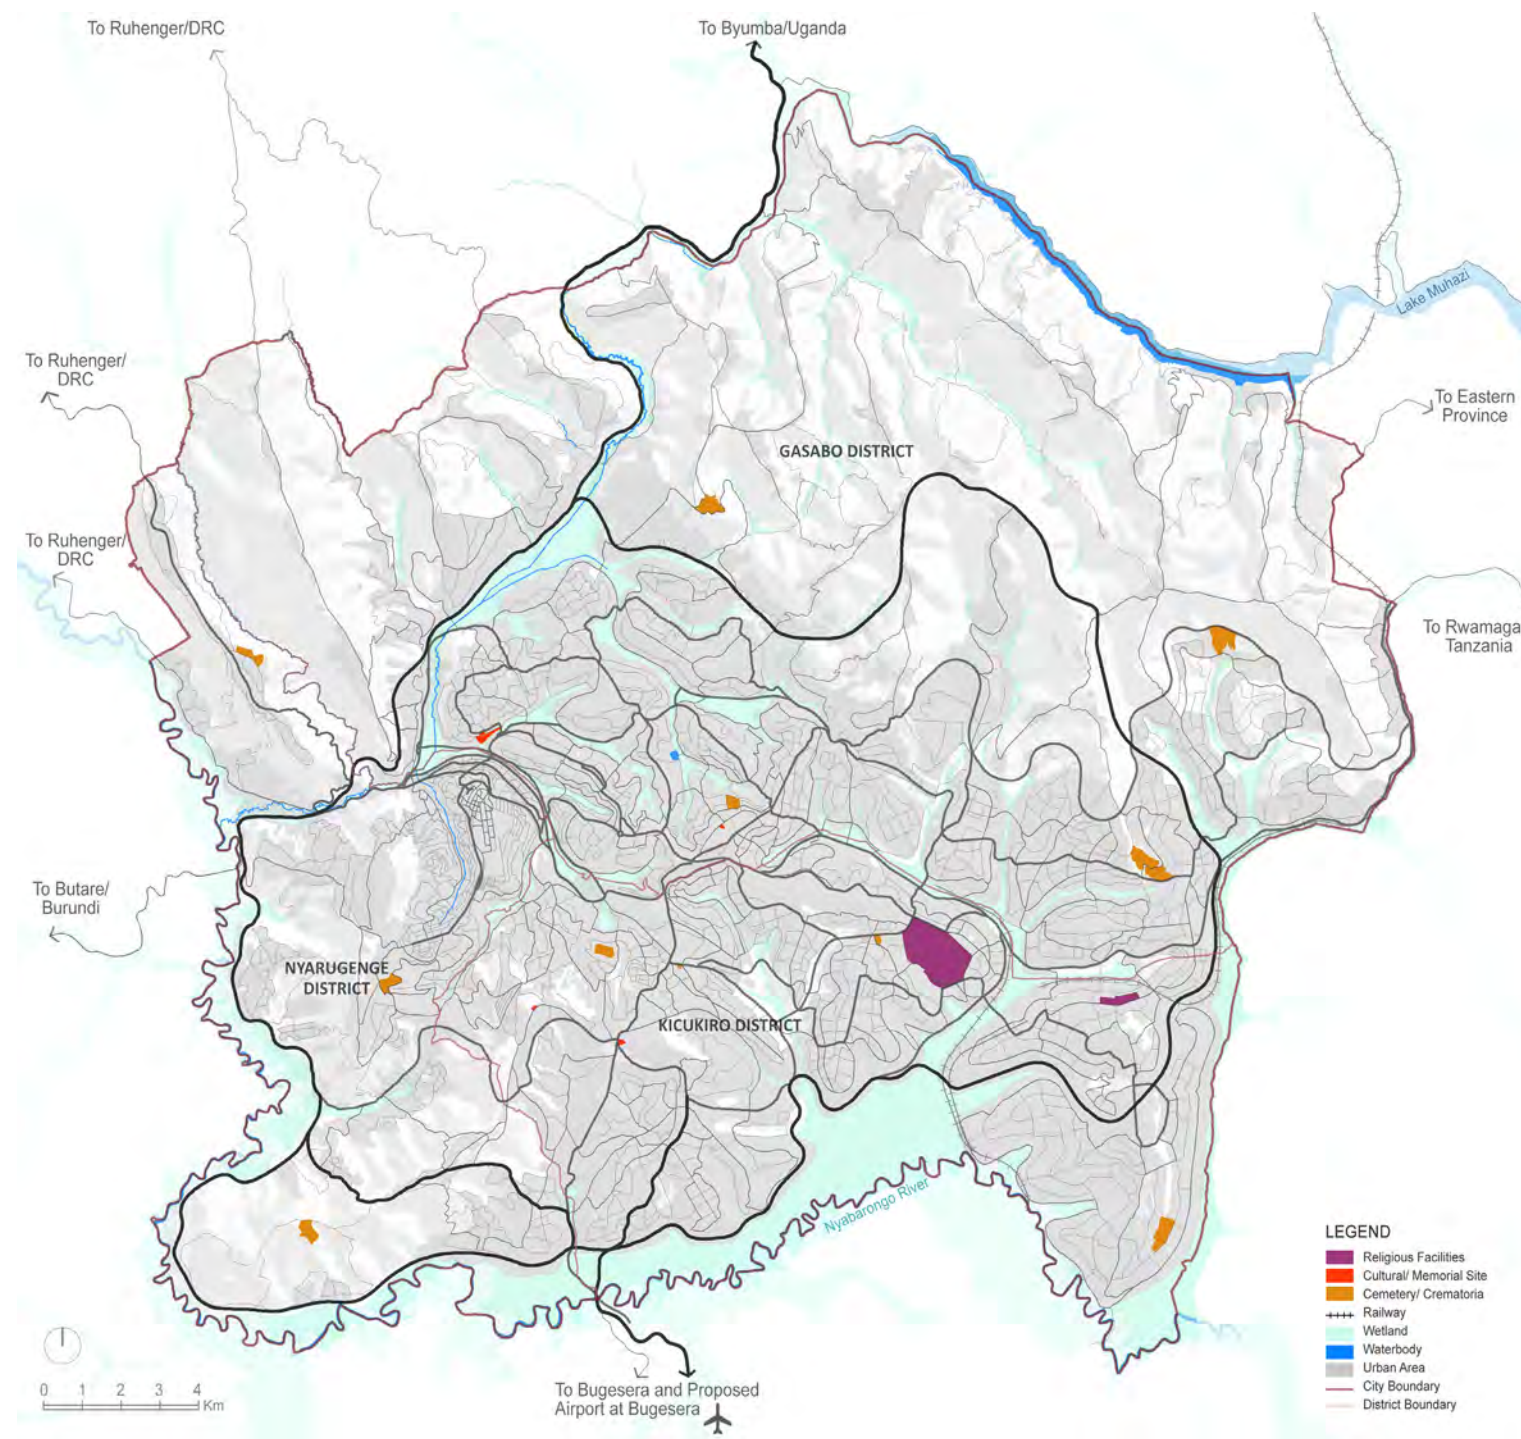 To Ruhenger/DRC
To Byumba/Uganda
Lake Muhazi
To Ruhenger/
DRC
To Eastern
Province
GASABO DISTRICT
To Ruhenger/
DRC
To Rwamaga
Tanzania
To Butare/
Burundi
NYARUGENGE
DISTRICT
KICUKIRO DISTRICT
Nyabarongo River
LEGEND
Religious Facilities
Cultural/ Memorial Site
Cemetery/ Crematoria
Railway
Wetland
Waterbody
Urban Area
City Boundary
District Boundary
0 1 2 3 4
Km
To Bugesera and Proposed
Airport at Bugesera